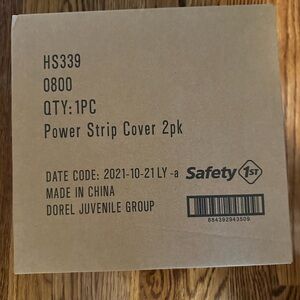 HS339
0800
QTY: 1PC
Power Strip Cover 2pk
DATE CODE: 2021-10-21 LY -a Safety 1ST
MADE IN CHINA
DOREL JUVENILE GROUP
884392943509